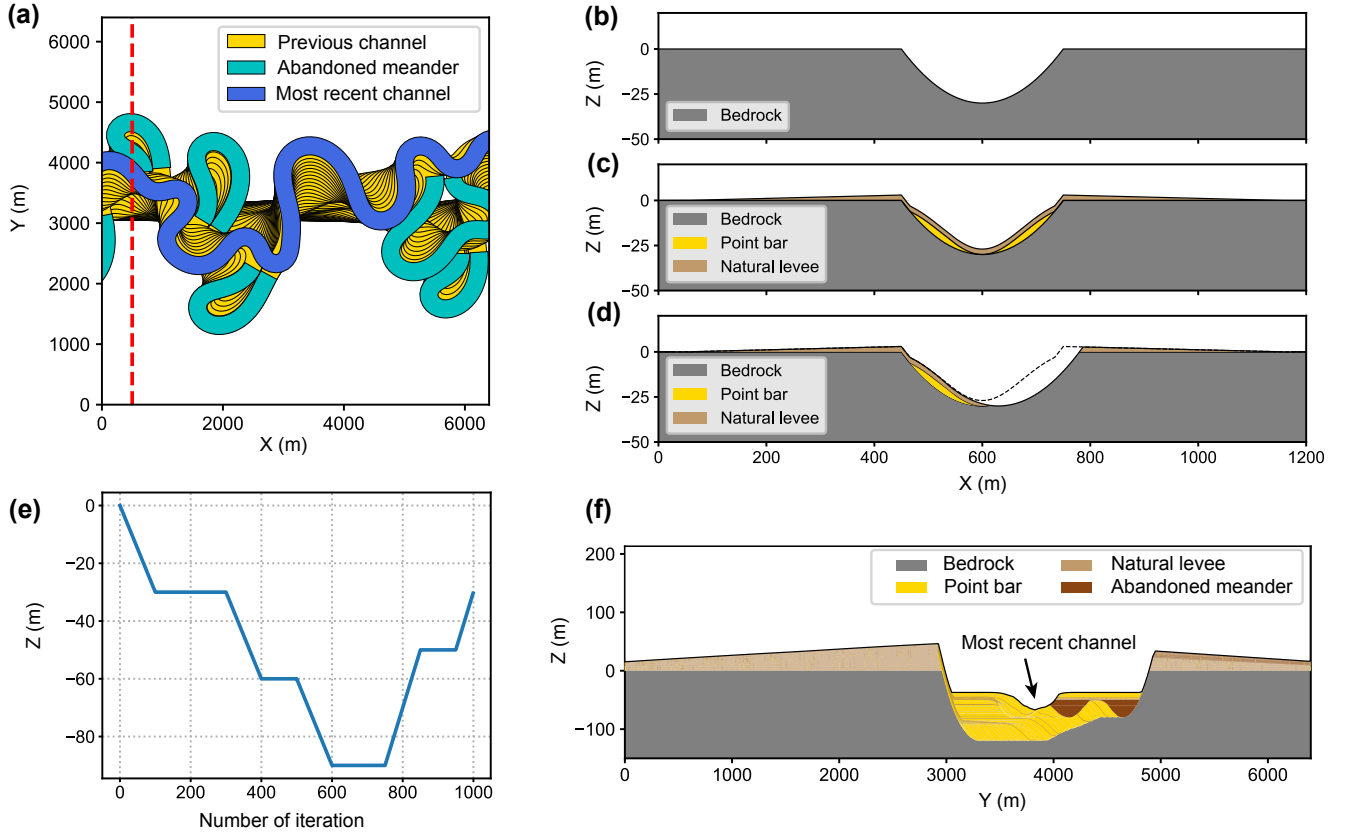 (a)
6000
5000
4000
3000
2000
1000
0
Y (m)
Previous channel
Abandoned meander
Most recent channel
0 2000 4000 6000
X (m)
(b)
0
−25
−50
Z (m)
Bedrock
(c)
0
−25
−50
Z (m)
Bedrock
Point bar
Natural levee
(d)
0
−25
−50
Z (m)
Bedrock
Point bar
Natural levee
0 200 400 600 800 1000 1200
X (m)
(e)
0
−20
−40
−60
−80
Z (m)
0 200 400 600 800 1000
Number of iteration
(f)
200
100
0
−100
Z (m)
Bedrock Natural levee
Point bar Abandoned meander
Most recent channel
0 1000 2000 3000 4000 5000 6000
Y (m)